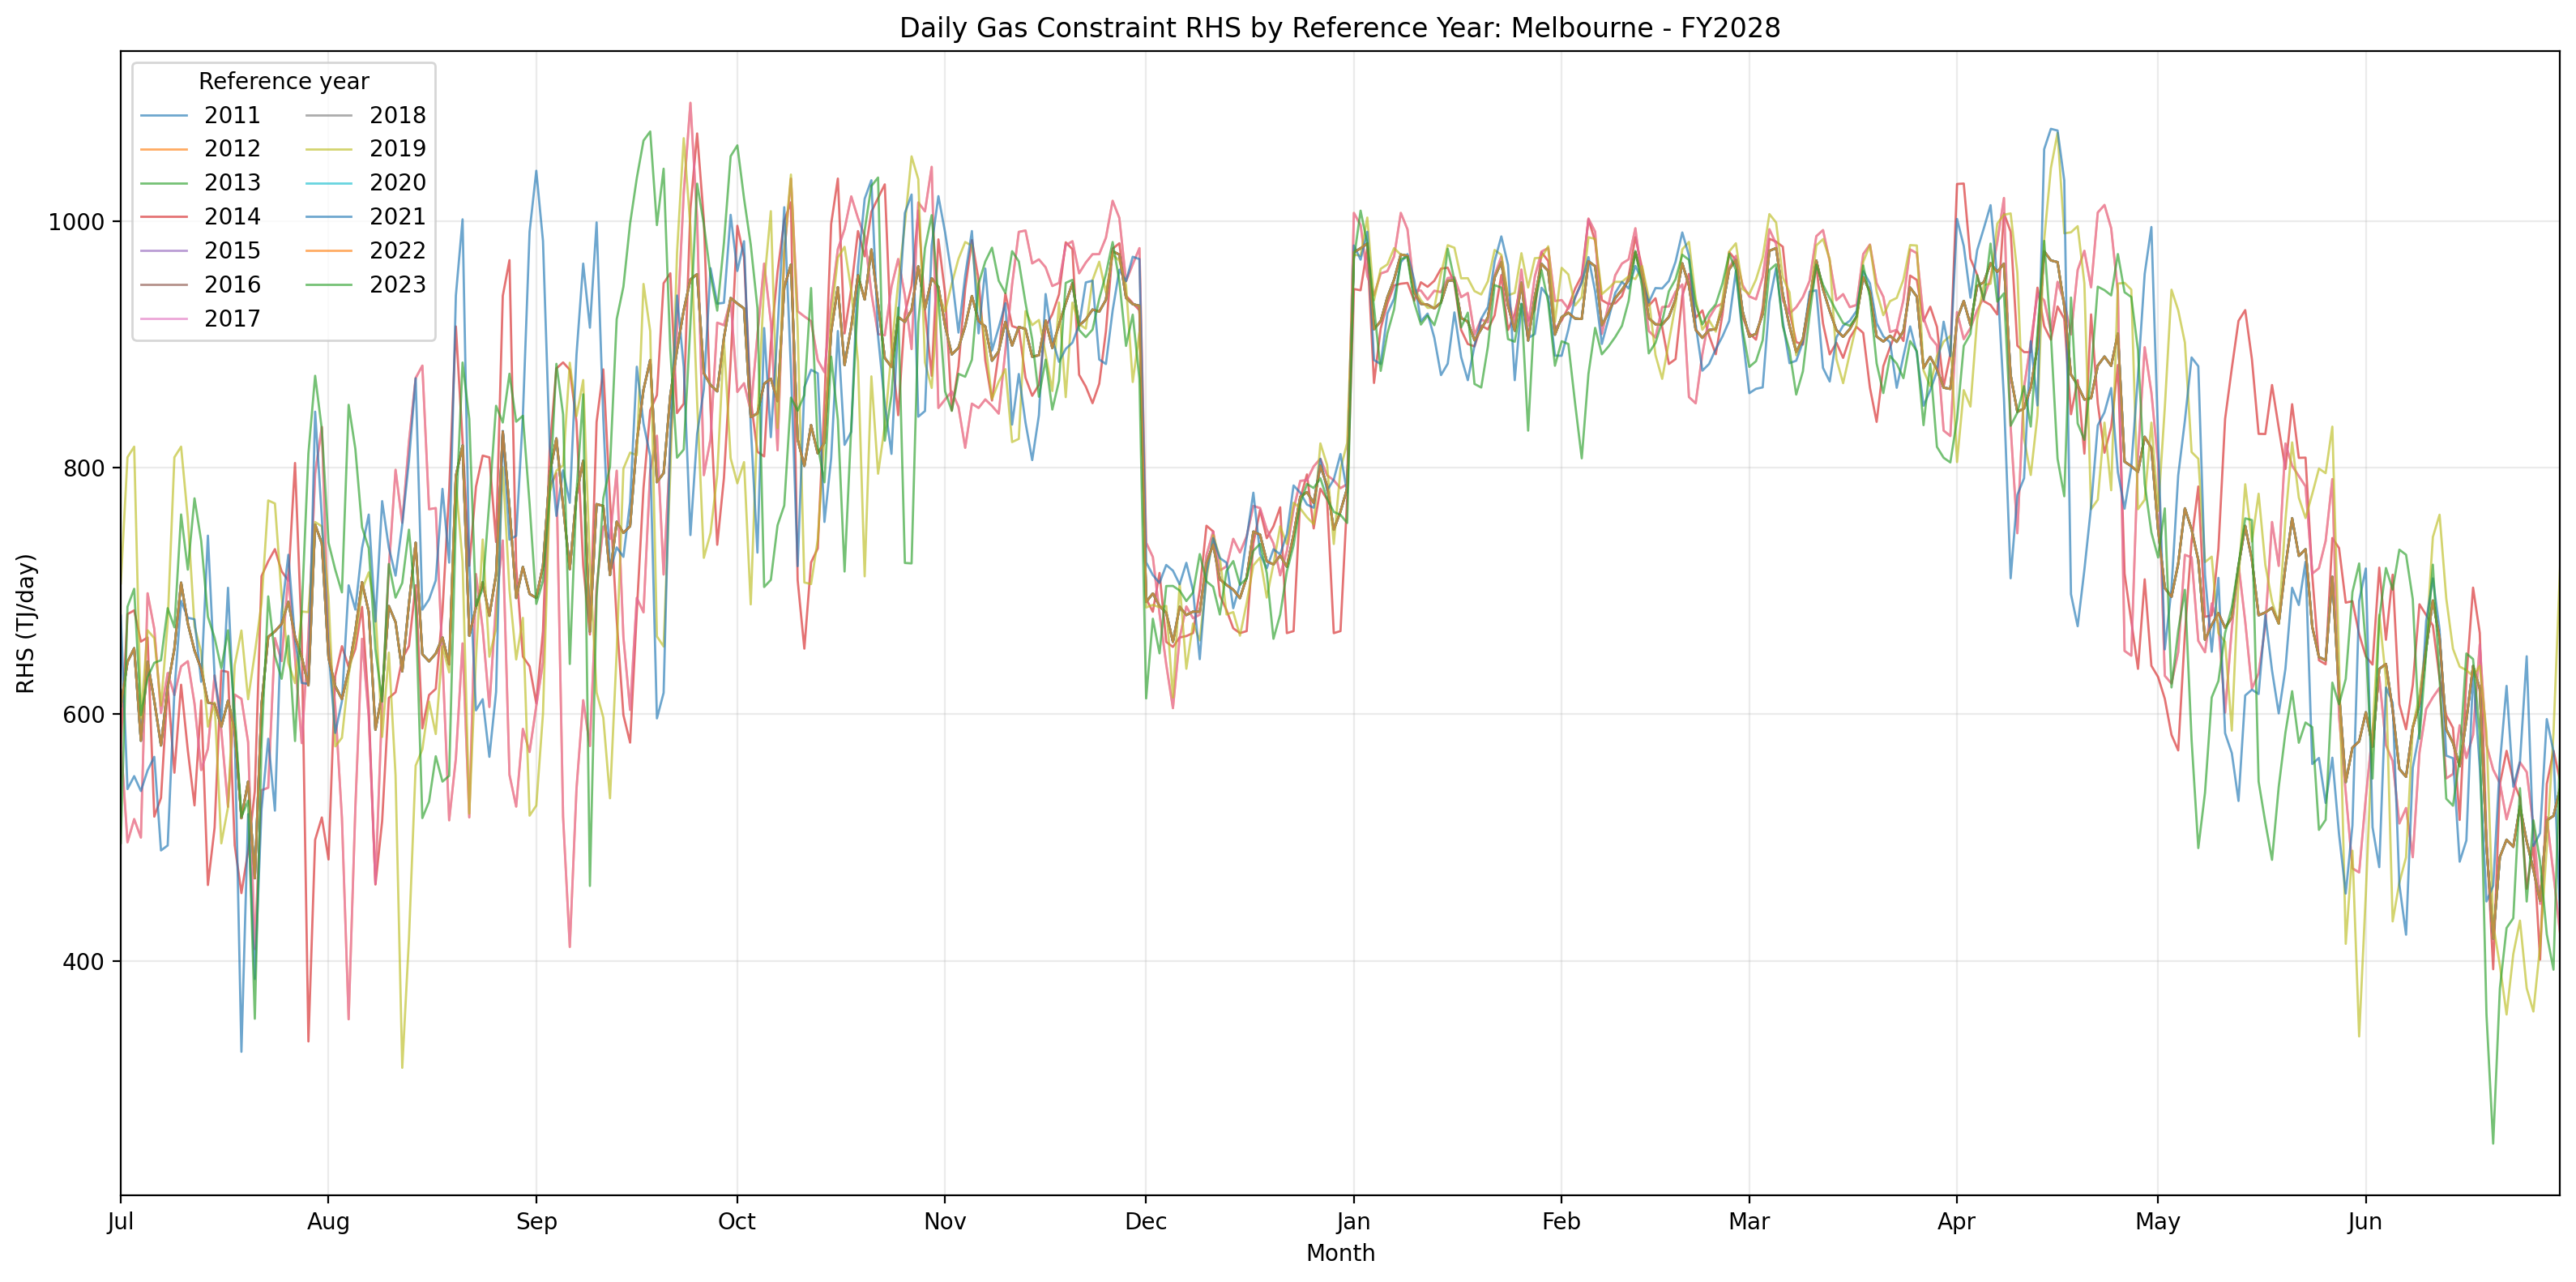 Daily Gas Constraint RHS by Reference Year: Melbourne - FY2028
Reference year
2011
2012
2013
2014
2015
2016
2017
2018
2019
2020
2021
2022
2023
RHS (TJ/day)
1000
800
600
400
Jul
Aug
Sep
Oct
Nov
Dec
Jan
Feb
Mar
Apr
May
Jun
Month